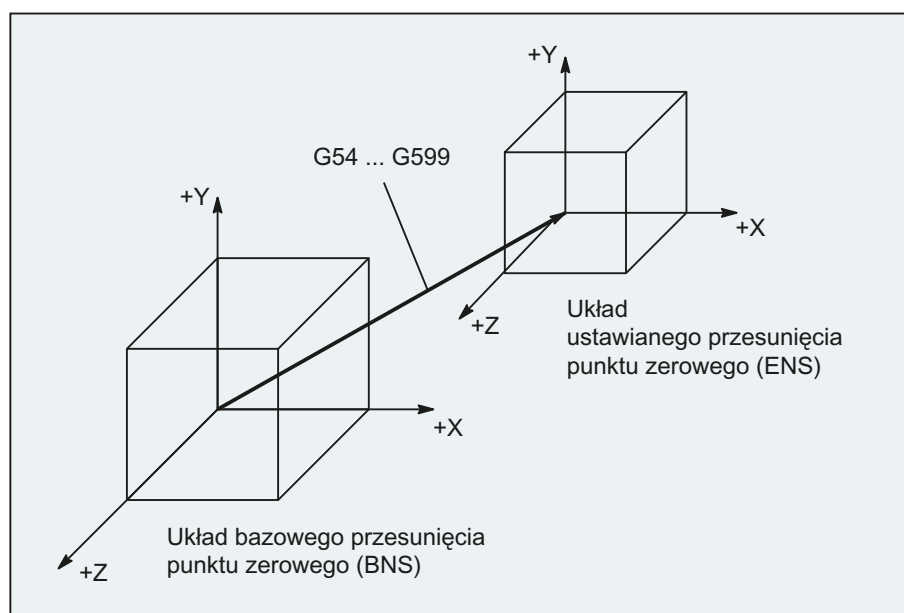 +Y
G54 ... G599
+Y
+X
+Z
Układ
ustawianego przesunięcia
punktu zerowego (ENS)
+X
Układ bazowego przesunięcia
punktu zerowego (BNS)
+Z